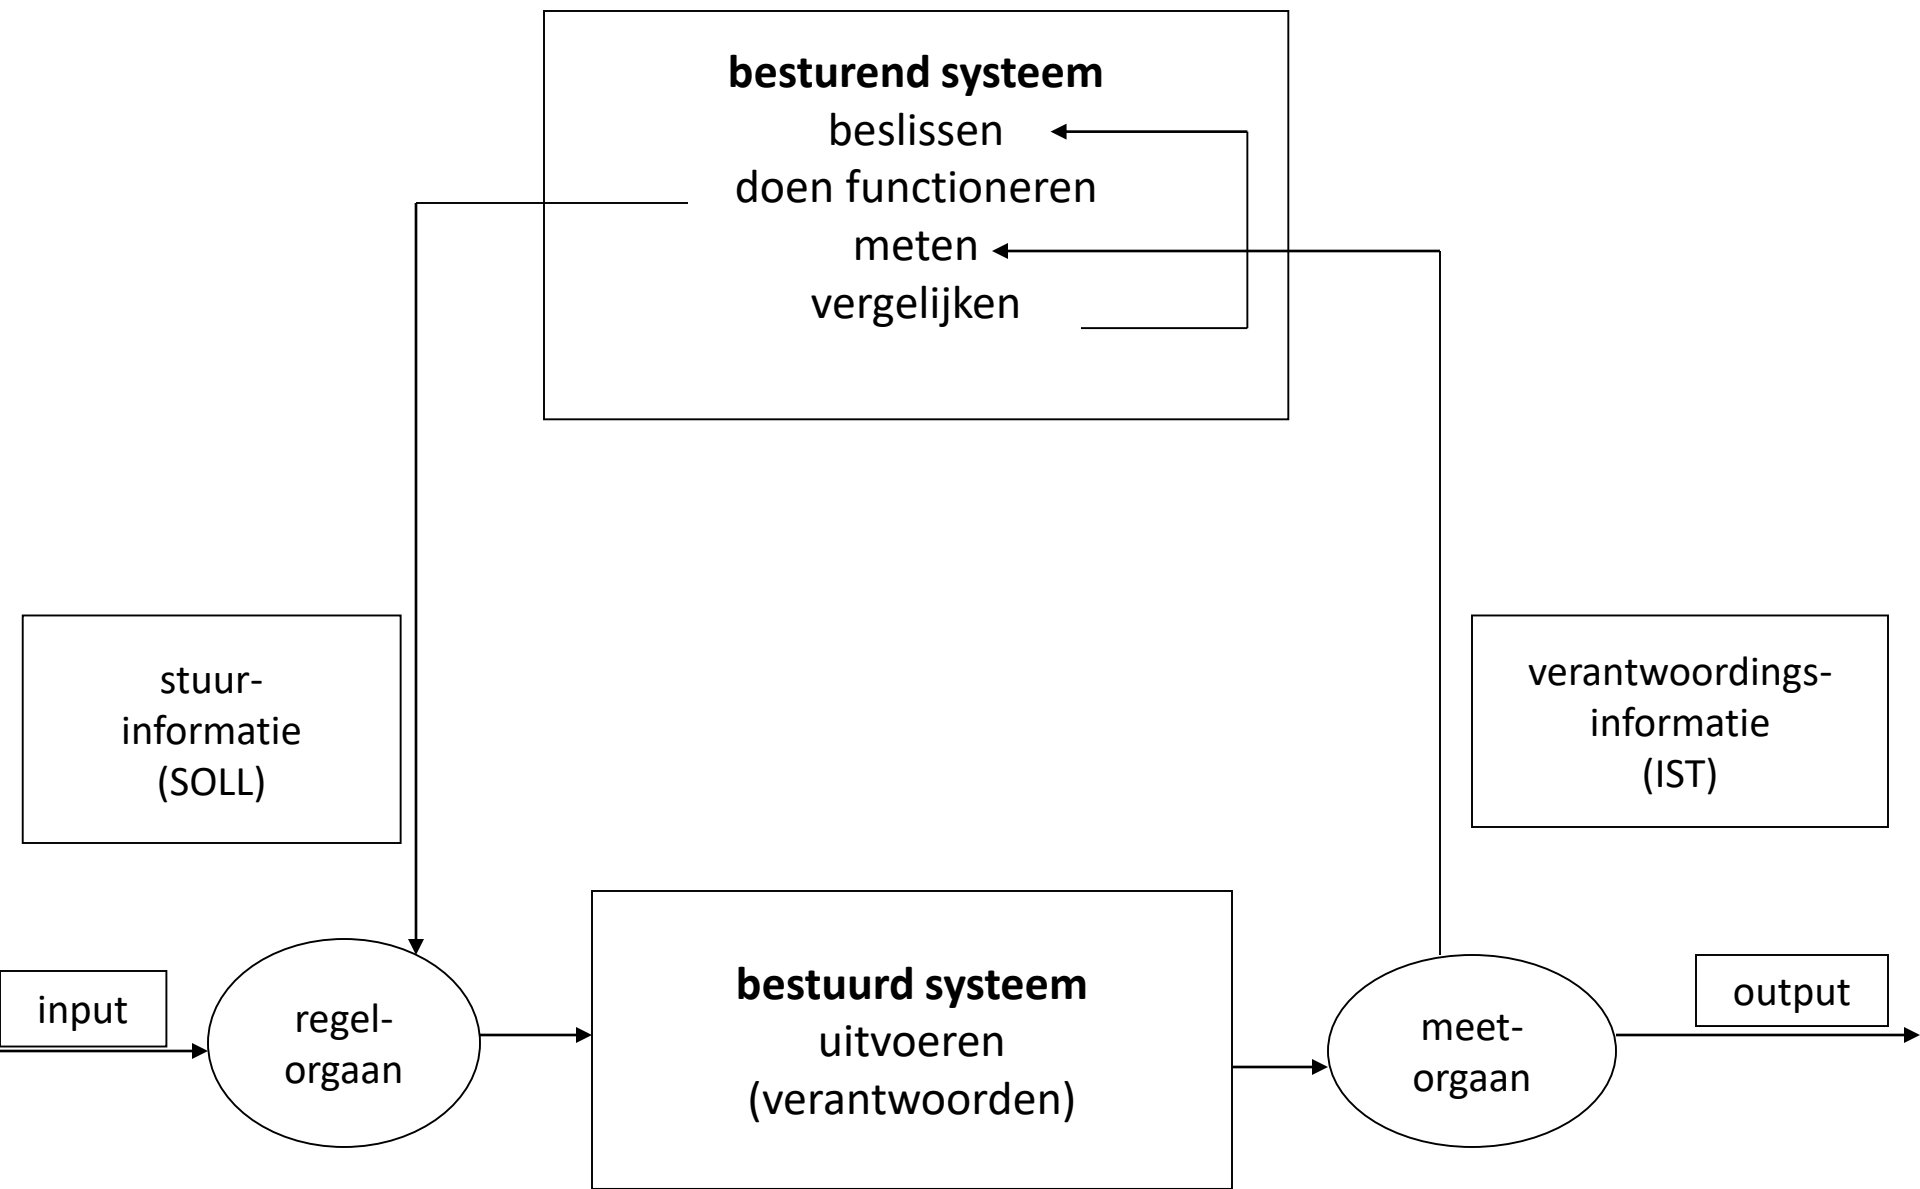 besturend systeem
beslissen
doen functioneren
meten
vergelijken
stuur-
informatie
(SOLL)
verantwoordings-
informatie
(IST)
input
regel-
orgaan
bestuurd systeem
uitvoeren
(verantwoorden)
meet-
orgaan
output